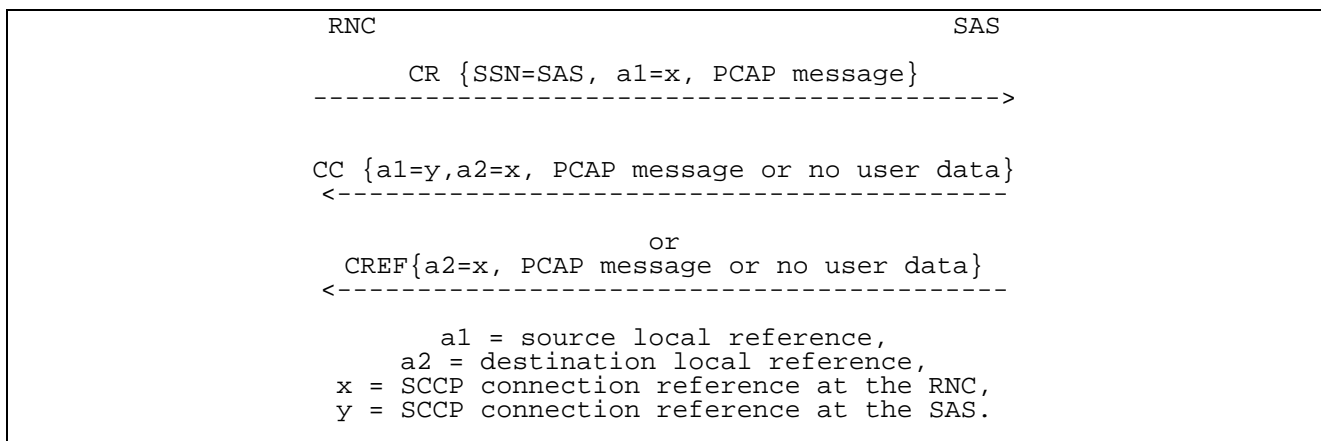 RNC SAS
CR {SSN=SAS, a1=x, PCAP message}
------------------------------------------->
CC {a1=y,a2=x, PCAP message or no user data}
<------------------------------------------
or
CREF{a2=x, PCAP message or no user data}
<------------------------------------------
a1 = source local reference,
a2 = destination local reference,
x = SCCP connection reference at the RNC,
y = SCCP connection reference at the SAS.